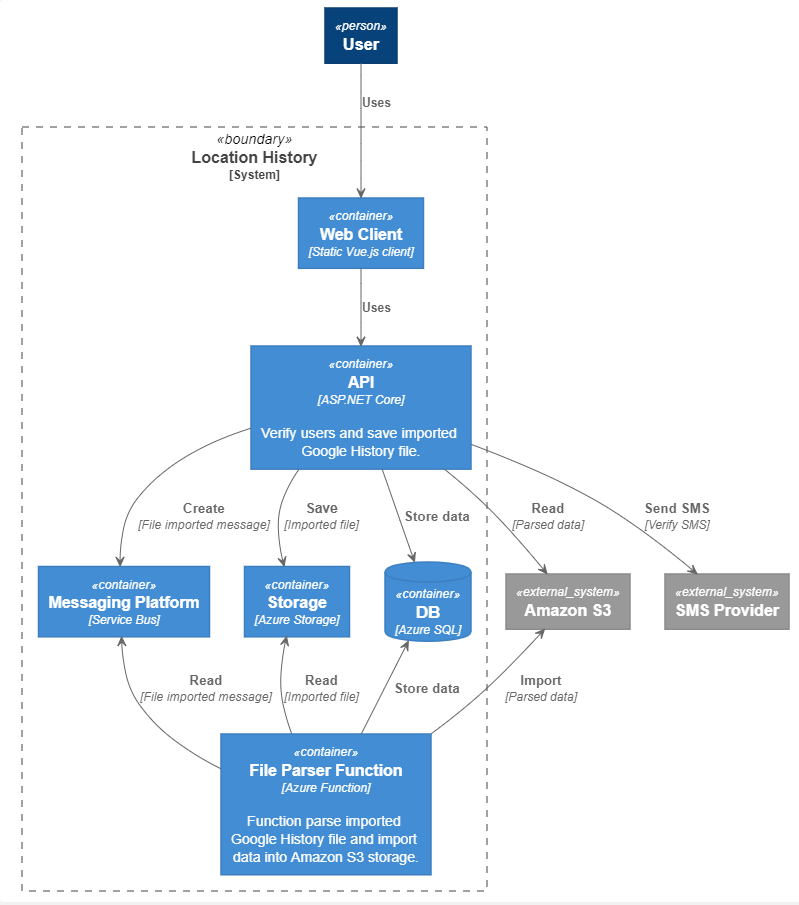 «person»
User
Uses
«boundary»
Location History
[System]
«container»
Web Client
[Static Vue.js client]
Uses
«container»
API
[ASP.NET Core]
Verify users and save imported
Google History file.
Create
[File imported message]
Save
[Imported file]
Store data
Read
[Parsed data]
Send SMS
[Verify SMS]
«container»
Messaging Platform
[Service Bus]
«container»
Storage
[Azure Storage]
«container»
DB
[Azure SQL]
«external_system»
Amazon S3
«external_system»
SMS Provider
Read
[File imported message]
Read
[Imported file]
Store data
Import
[Parsed data]
«container»
File Parser Function
[Azure Function]
Function parse imported
Google History file and import
data into Amazon S3 storage.